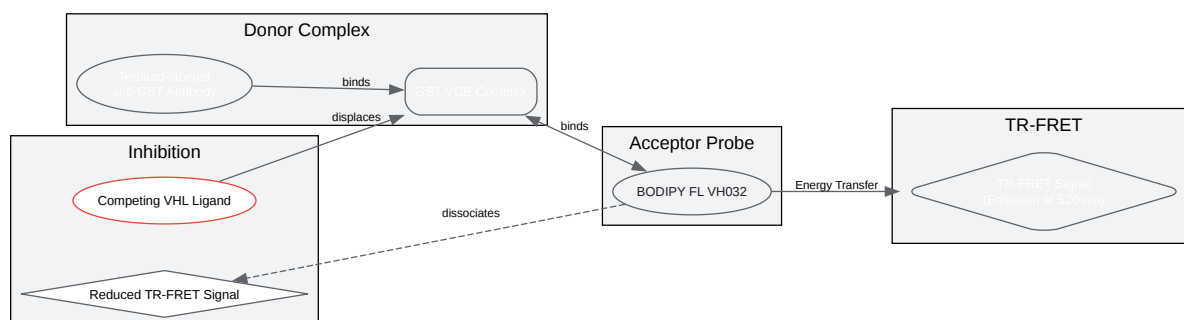 Donor Complex
Terbium-labeled
anti-GST Antibody
binds
GST-VCB Complex
displaces
binds
Inhibition
Competing VHL Ligand
Acceptor Probe
BODIPY FL VH032
Energy Transfer
TR-FRET
TR-FRET Signal
(Emission at 520 nm)
dissociates
Reduced TR-FRET Signal